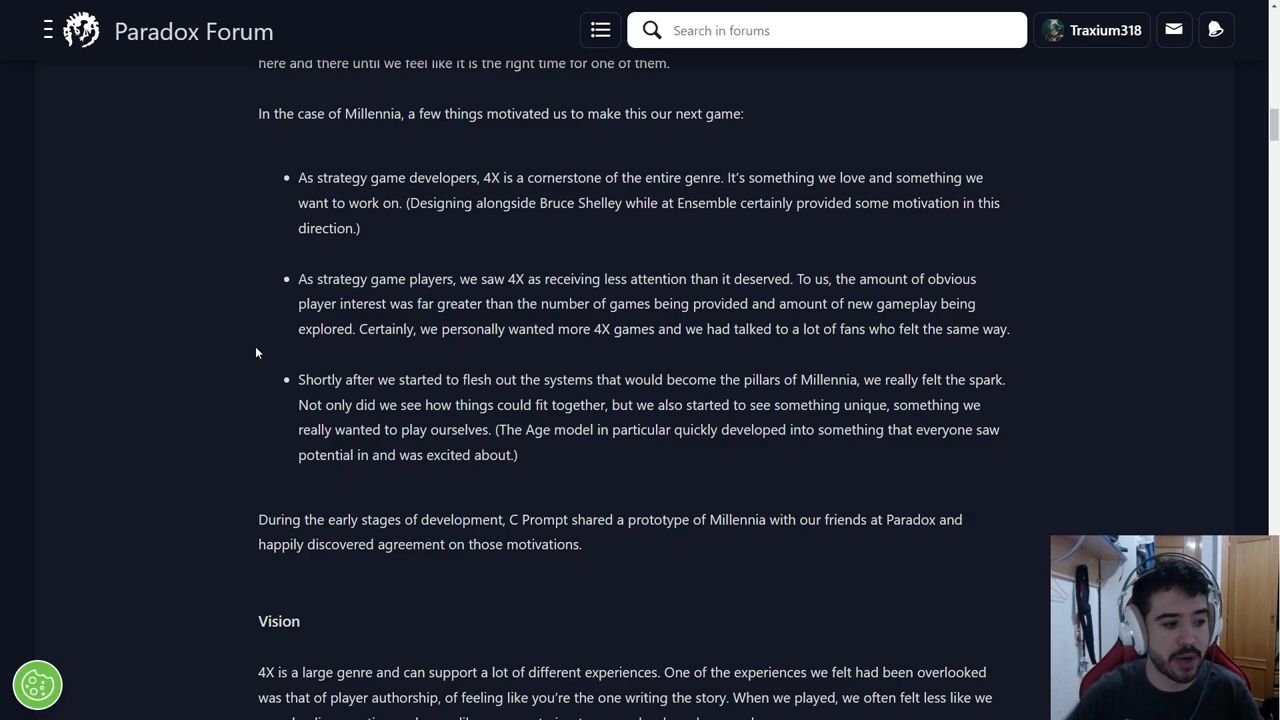 Paradox Forum
Search in forums
Traxium318
here and there until we feel like it is the right time for one of them.
In the case of Millennia, a few things motivated us to make this our next game:
As strategy game developers, 4X is a cornerstone of the entire genre. It’s something we love and something we
want to work on. (Designing alongside Bruce Shelley while at Ensemble certainly provided some motivation in this
direction.)
As strategy game players, we saw 4X as receiving less attention than it deserved. To us, the amount of obvious
player interest was far greater than the number of games being provided and amount of new gameplay being
explored. Certainly, we personally wanted more 4X games and we had talked to a lot of fans who felt the same way.
Shortly after we started to flesh out the systems that would become the pillars of Millennia, we really felt the spark.
Not only did we see how things could fit together, but we also started to see something unique, something we
really wanted to play ourselves. (The Age model in particular quickly developed into something that everyone saw
potential in and was excited about.)
During the early stages of development, C Prompt shared a prototype of Millennia with our friends at Paradox and
happily discovered agreement on those motivations.
Vision
4X is a large genre and can support a lot of different experiences. One of the experiences we felt had been overlooked
was that of player authorship, of feeling like you’re the one writing the story. When we played, we often felt less like we